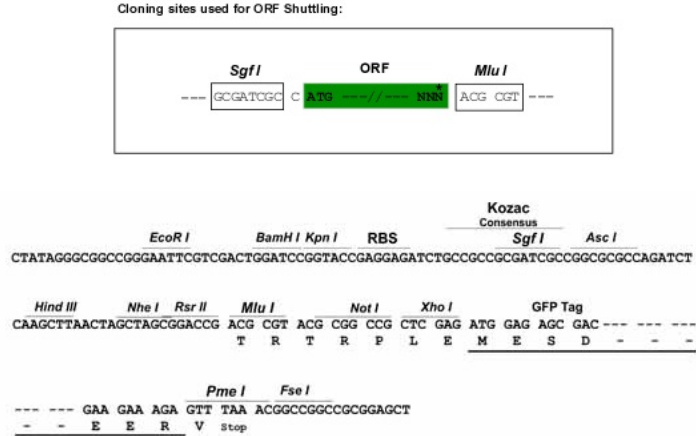 Cloning sites used for ORF Shuttling:
Sgf I ORF Mlu I
--- GCGATCGC C ATG ---//--- NNN* ACG CGT ---
Kozac
Consensus
EcoR I BamH I Kpn I RBS Sgf I Asc I
CTATAGGGCGGCCGGGAATTCGTCGACTGGATCCGGTACCGAGGAGATCTGCCGCCGCGATCGCCGGCGCGCCAGATCT
Hind III Nhe I Rsr II Mlu I Not I Xho I GFP Tag
CAAGCTTAACTAGCTAGCGGACCG ACG CGT ACG CGG CCG CTC GAG ATG GAG AGC GAC--- --- ---
T R T R P L E M E S D - - -
Pme I Fse I
--- --- GAA GAA AGA GTT TAA ACGGCCGGCCGCGGAGCT
- - E E R V Stop